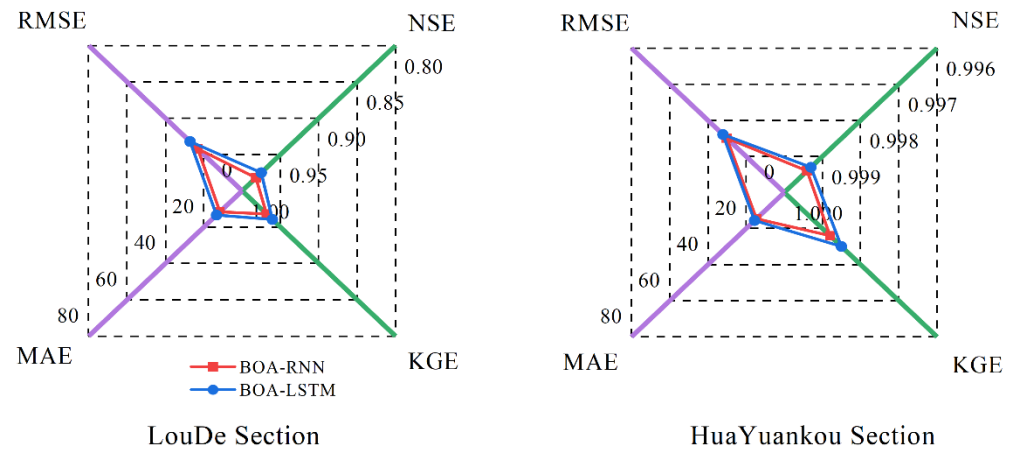 RMSE
NSE
0.80
0.85
0.90
0
0.95
20
1.00
40
60
80
MAE
KGE
BOA-RNN
BOA-LSTM
LouDe Section
RMSE
NSE
0.996
0.997
0.998
0
0.999
20
1.000
40
60
80
MAE
KGE
HuaYuankou Section